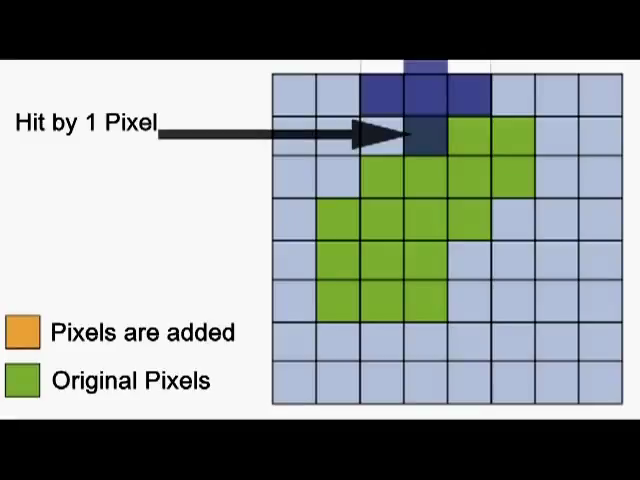 Hit by 1 Pixel
Pixels are added
Original Pixels